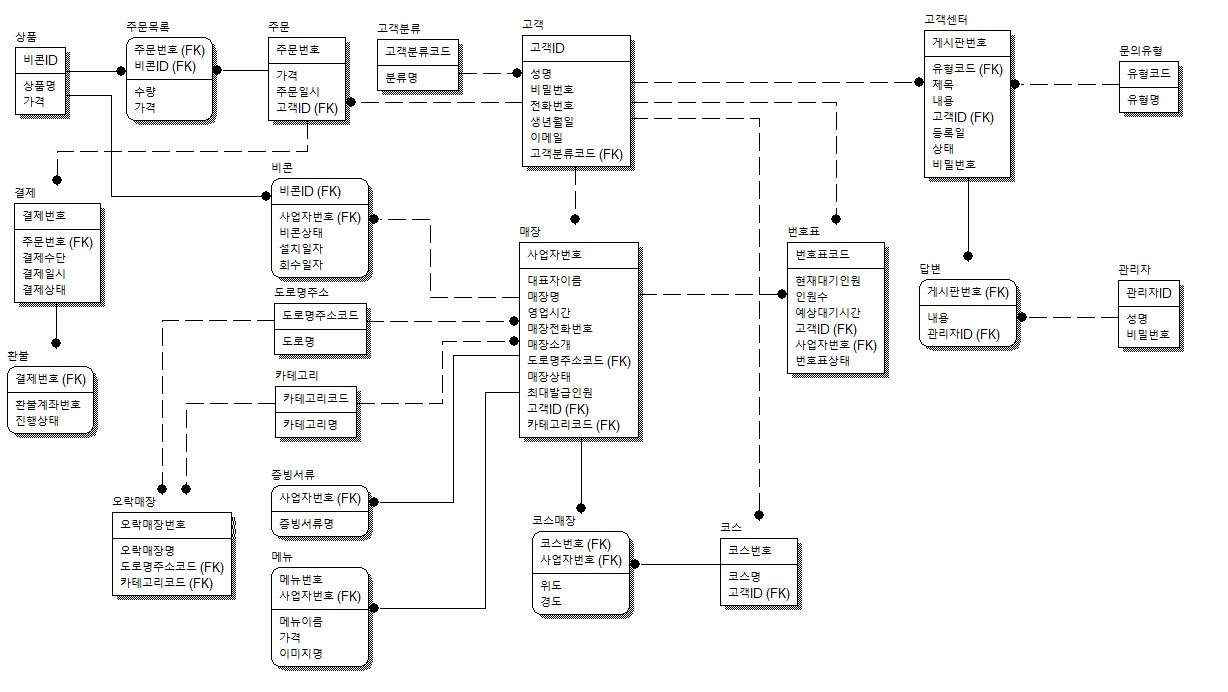 상품
비콘ID
상품명
가격
주문목록
주문번호 (FK)
비콘ID (FK)
수량
가격
주문
주문번호
가격
주문일시
고객ID (FK)
고객분류
고객분류코드
분류명
고객
고객ID
성명
비밀번호
전화번호
생년월일
이메일
고객분류코드 (FK)
고객센터
게시판번호
유형코드 (FK)
제목
내용
고객ID (FK)
등록일
상태
비밀번호
문의유형
유형코드
유형명
결제
결제번호
주문번호 (FK)
결제수단
결제일시
결제상태
비콘
비콘ID (FK)
사업자번호 (FK)
비콘상태
설치일자
회수일자
매장
사업자번호
대표자이름
매장명
영업시간
매장전화번호
매장소개
도로명주소코드 (FK)
매장상태
최대발급인원
고객ID (FK)
카테고리코드 (FK)
번호표
번호표코드
현재대기인원
인원수
예상대기시간
고객ID (FK)
사업자번호 (FK)
번호표상태
답변
게시판번호 (FK)
내용
관리자ID (FK)
관리자
관리자ID
성명
비밀번호
도로명주소
도로명주소코드
도로명
환불
결제번호 (FK)
환불계좌번호
진행상태
카테고리
카테고리코드
카테고리명
증빙서류
사업자번호 (FK)
증빙서류명
오락매장
오락매장번호
오락매장명
도로명주소코드 (FK)
카테고리코드 (FK)
메뉴
메뉴번호
사업자번호 (FK)
메뉴이름
가격
이미지명
코스매장
코스번호 (FK)
사업자번호 (FK)
위도
경도
코스
코스번호
코스명
고객ID (FK)